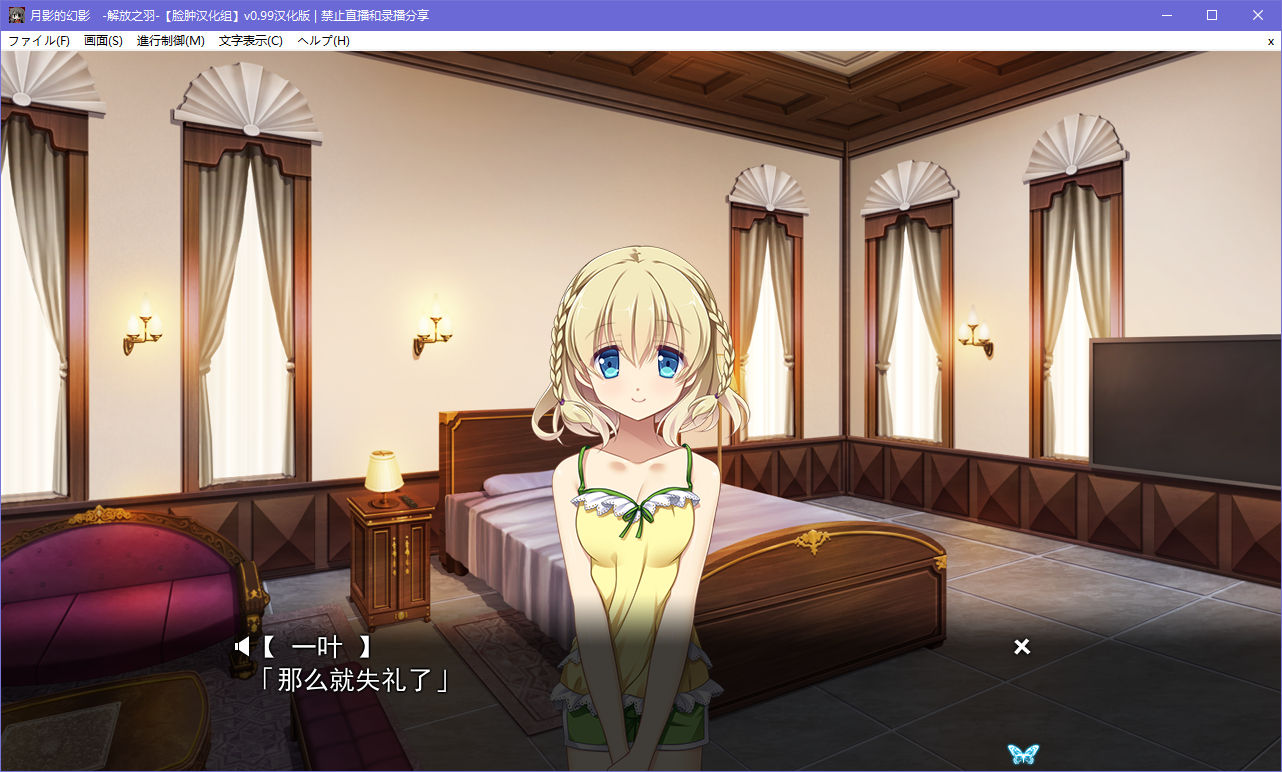 月影的幻影　-解放之羽-【脸肿汉化组】v0.99汉化版 | 禁止直播和录播分享
ファイル(F) 画面(S) 進行制御(M) 文字表示(C) ヘルプ(H) x
【 一叶 】
「那么就失礼了」